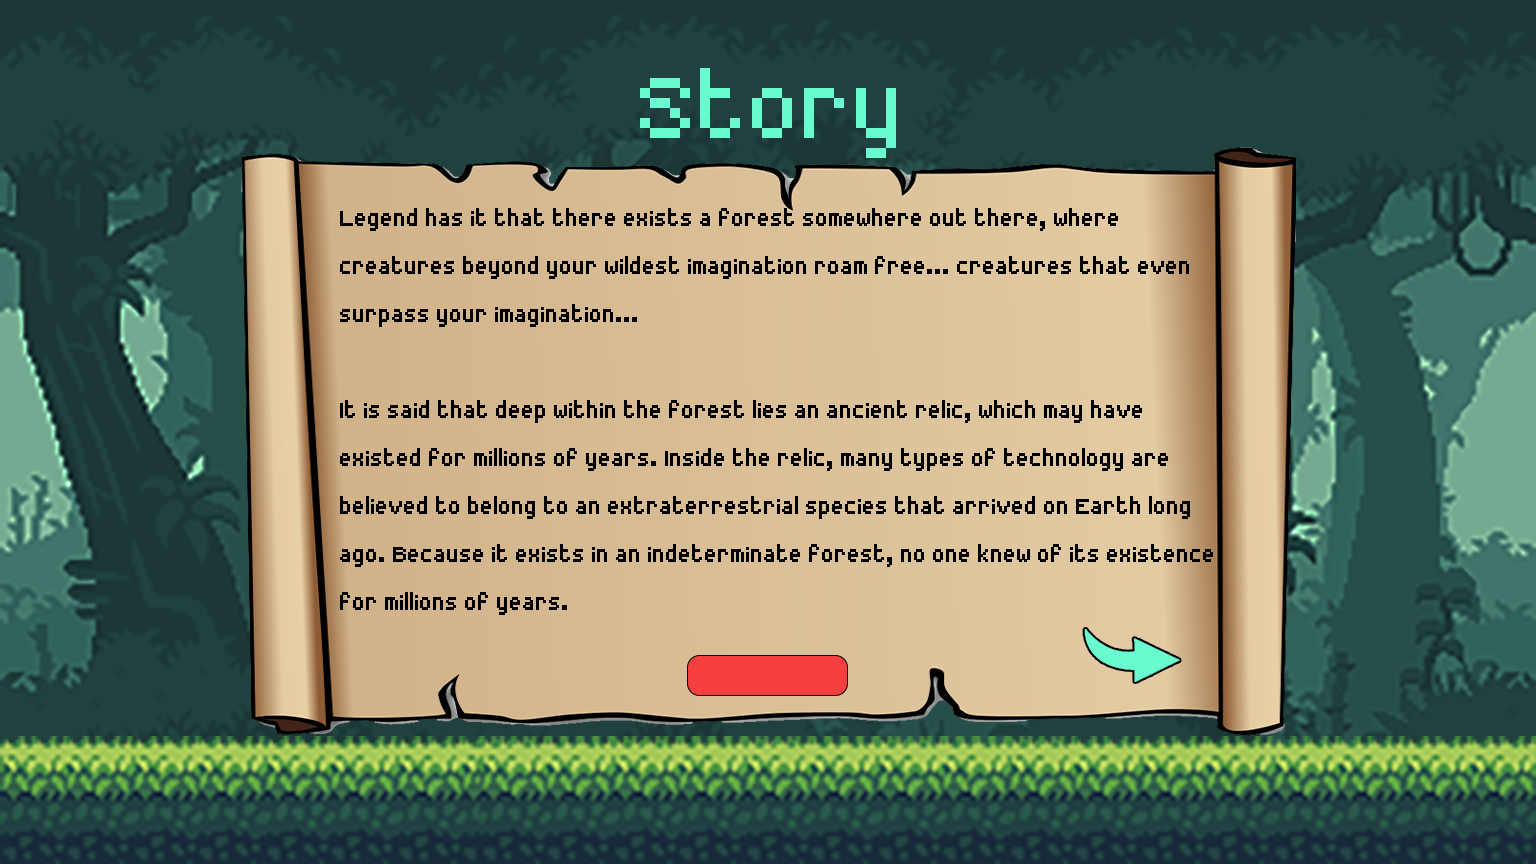 story
Legend has it that there exists a forest somewhere out there, where
creatures beyond your wildest imagination roam free... creatures that even
surpass your imagination...
It is said that deep within the forest lies an ancient relic, which may have
existed for millions of years. Inside the relic, many types of technology are
believed to belong to an extraterrestrial species that arrived on Earth long
ago. Because it exists in an indeterminate forest, no one knew of its existence
for millions of years.